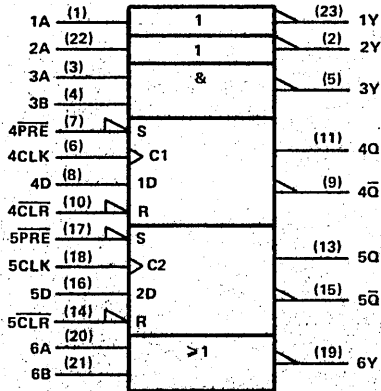 1A (1) 1 (23) 1Y
2A (22) 1 (2) 2Y
3A (3) & (5) 3Y
3B (4)
4PRE (7) S
4CLK (6) C1 (11) 4Q
4D (8) 1D (9) 4Q̅
4CLR (10) R
5PRE (17) S
5CLK (18) C2 (13) 5Q
5D (16) 2D (15) 5Q̅
5CLR (14) R
6A (20) ≥1 (19) 6Y
6B (21)